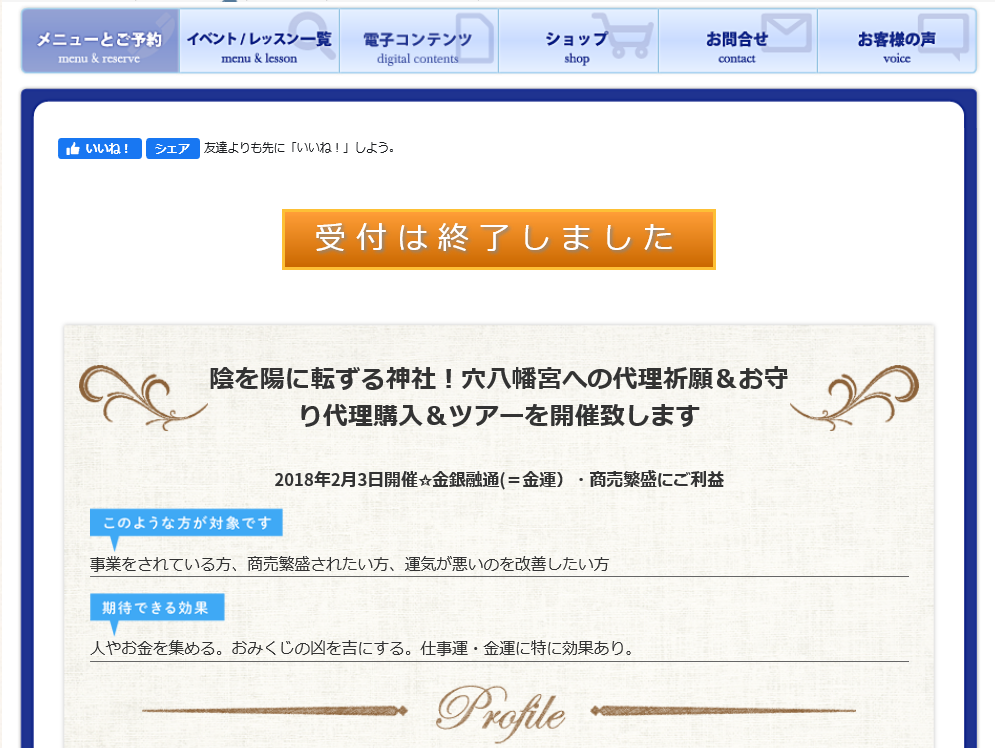 メニューとご予約
menu & reserve
イベント/レッスン一覧
menu & lesson
電子コンテンツ
digital contents
ショップ
shop
お問合せ
contact
お客様の声
voice
いいね！ シェア 友達よりも先に「いいね！」しよう。
受付は終了しました
陰を陽に転ずる神社！穴八幡宮への代理祈願＆お守
り代理購入＆ツアーを開催致します
2018年2月3日開催☆金銀融通(＝金運）・商売繁盛にご利益
このような方が対象です
事業をされている方、商売繁盛されたい方、運気が悪いのを改善したい方
期待できる効果
人やお金を集める。おみくじの凶を吉にする。仕事運・金運に特に効果あり。
Profile